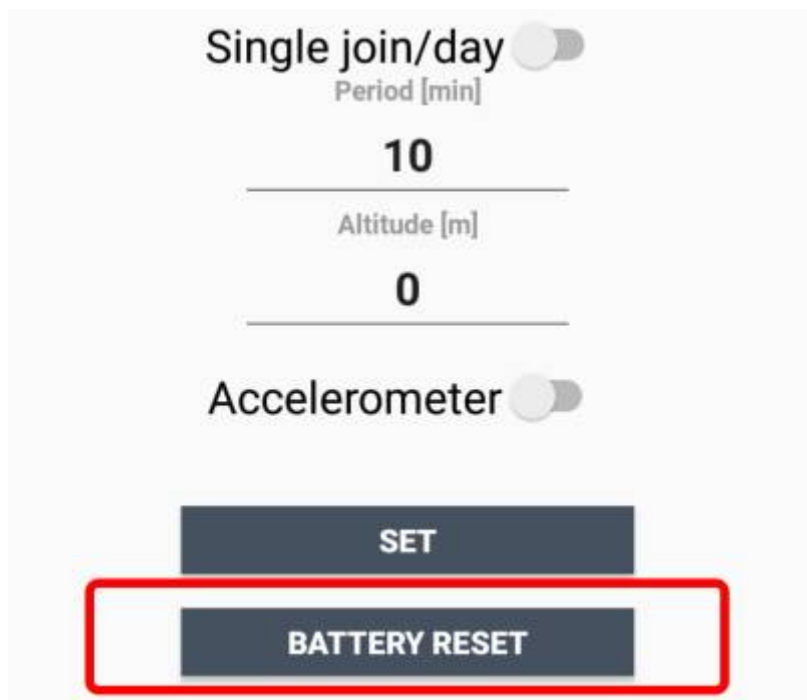 Single join/day
Period [min]
10
Altitude [m]
0
Accelerometer
SET
BATTERY RESET